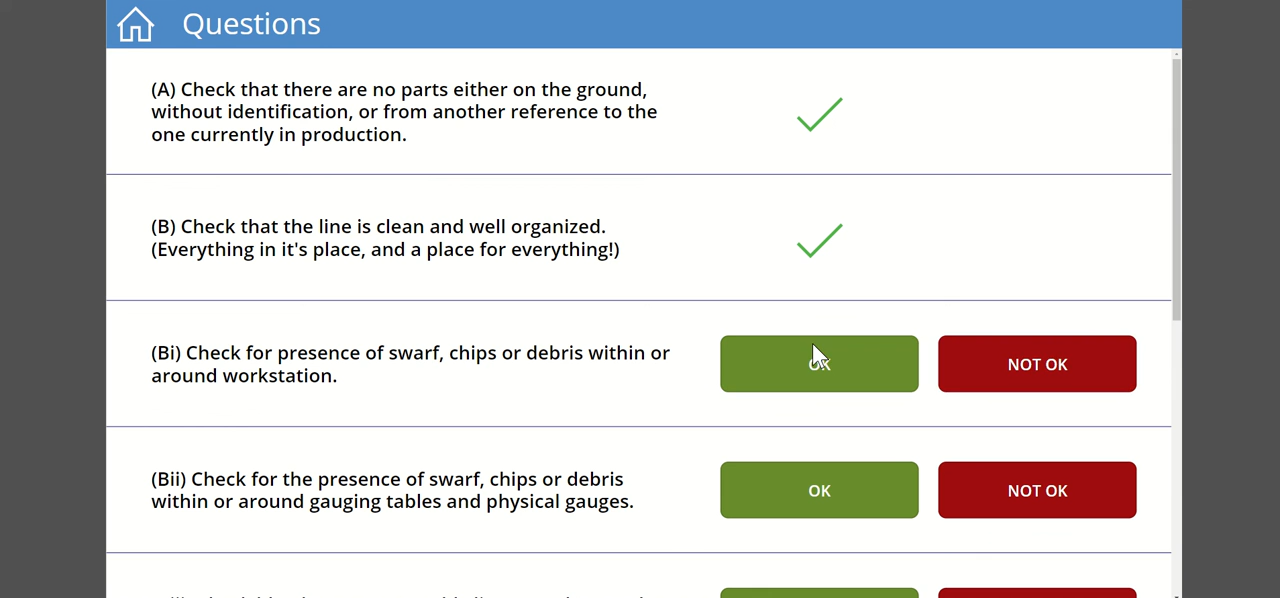 Questions
(A) Check that there are no parts either on the ground,
without identification, or from another reference to the
one currently in production.
(B) Check that the line is clean and well organized.
(Everything in it's place, and a place for everything!)
(Bi) Check for presence of swarf, chips or debris within or
around workstation.
OK
NOT OK
(Bii) Check for the presence of swarf, chips or debris
within or around gauging tables and physical gauges.
OK
NOT OK